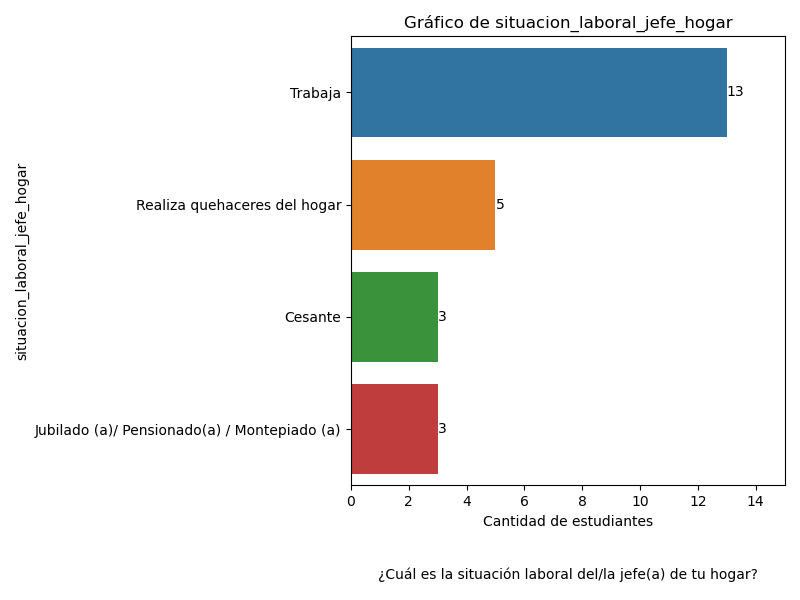 Gráfico de situacion_laboral_jefe_hogar
situacion_laboral_jefe_hogar
Trabaja
13
Realiza quehaceres del hogar
5
Cesante
3
Jubilado (a)/ Pensionado(a) / Montepiado (a)
3
0 2 4 6 8 10 12 14
Cantidad de estudiantes
¿Cuál es la situación laboral del/la jefe(a) de tu hogar?